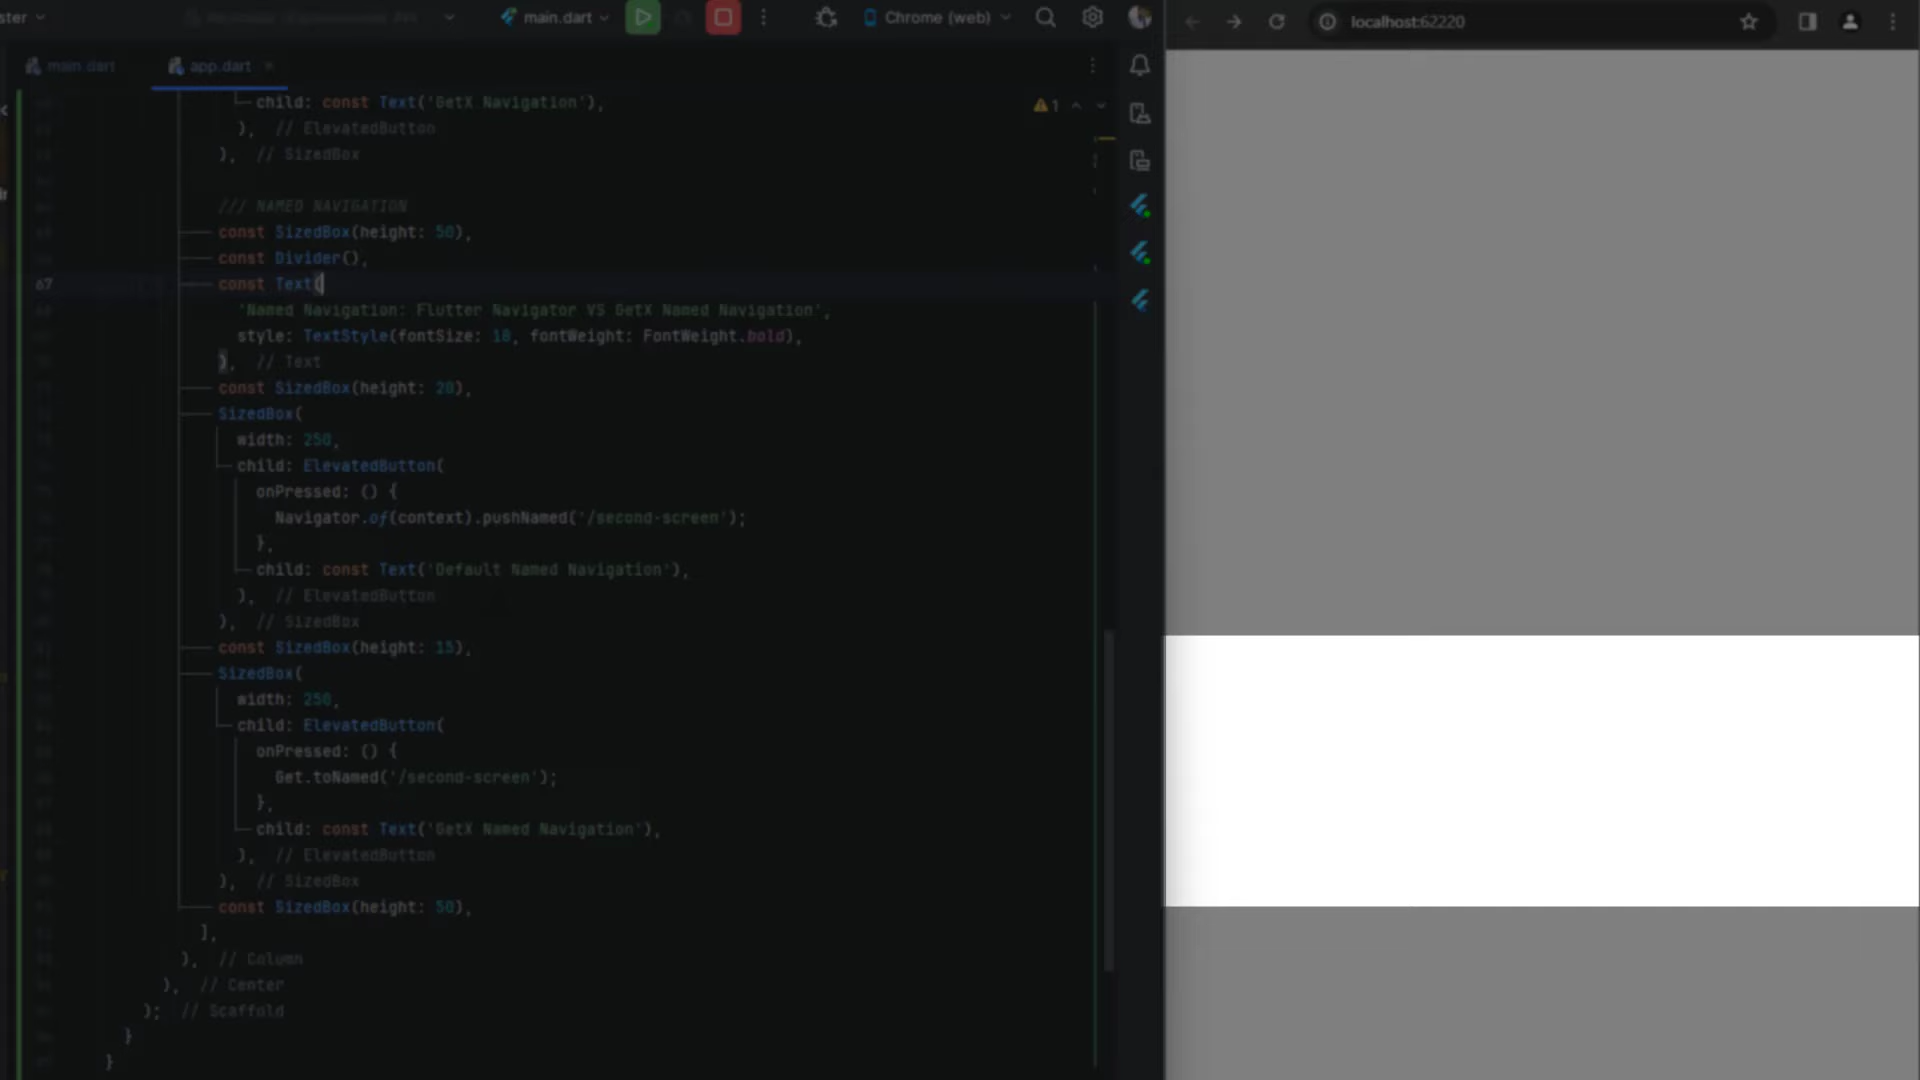 ster
main.dart
Chrome (web)
localhost:62220
main.dart
app.dart
child: const Text('GetX Navigation'),
), // ElevatedButton
), // SizedBox
1
/// NAMED NAVIGATION
const SizedBox(height: 50),
const Divider(),
67
const Text(
'Named Navigation: Flutter Navigator VS GetX Named Navigation',
style: TextStyle(fontSize: 18, fontWeight: FontWeight.bold),
), // Text
const SizedBox(height: 20),
SizedBox(
width: 250,
child: ElevatedButton(
onPressed: () {
Navigator.of(context).pushNamed('/second-screen');
},
child: const Text('Default Named Navigation'),
), // ElevatedButton
), // SizedBox
const SizedBox(height: 15),
SizedBox(
width: 250,
child: ElevatedButton(
onPressed: () {
Get.toNamed('/second-screen');
},
child: const Text('GetX Named Navigation'),
), // ElevatedButton
), // SizedBox
const SizedBox(height: 50),
],
), // Column
), // Center
); // Scaffold
}
}